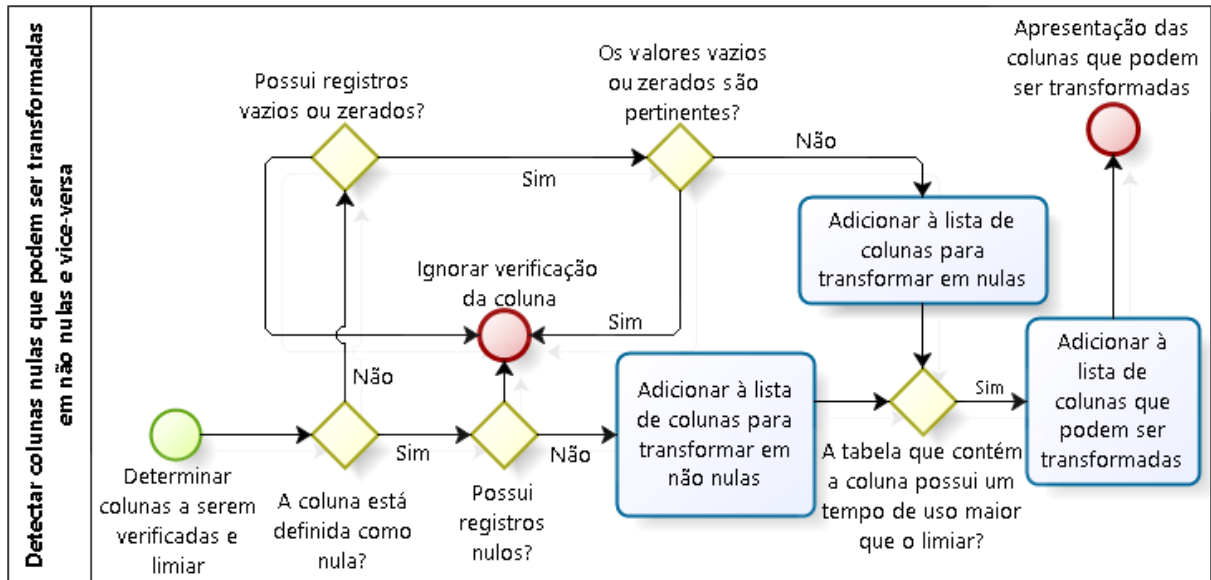 Detectar colunas nulas que podem ser transformadas
em não nulas e vice-versa
Possui registros
vazios ou zerados?
Os valores vazios
ou zerados são
pertinentes?
Apresentação das
colunas que podem
ser transformadas
Não
Sim
Adicionar à lista de
colunas para
transformar em nulas
Ignorar verificação
da coluna
Sim
Não
Adicionar à lista
de colunas para
transformar em
não nulas
Sim
Adicionar à
lista de
colunas que
podem ser
transformadas
Sim
Não
Determinar
colunas a serem
verificadas e
limiar
A coluna está
definida como
nula?
Possui
registros
nulos?
A tabela que contém
a coluna possui um
tempo de uso maior
que o limiar?